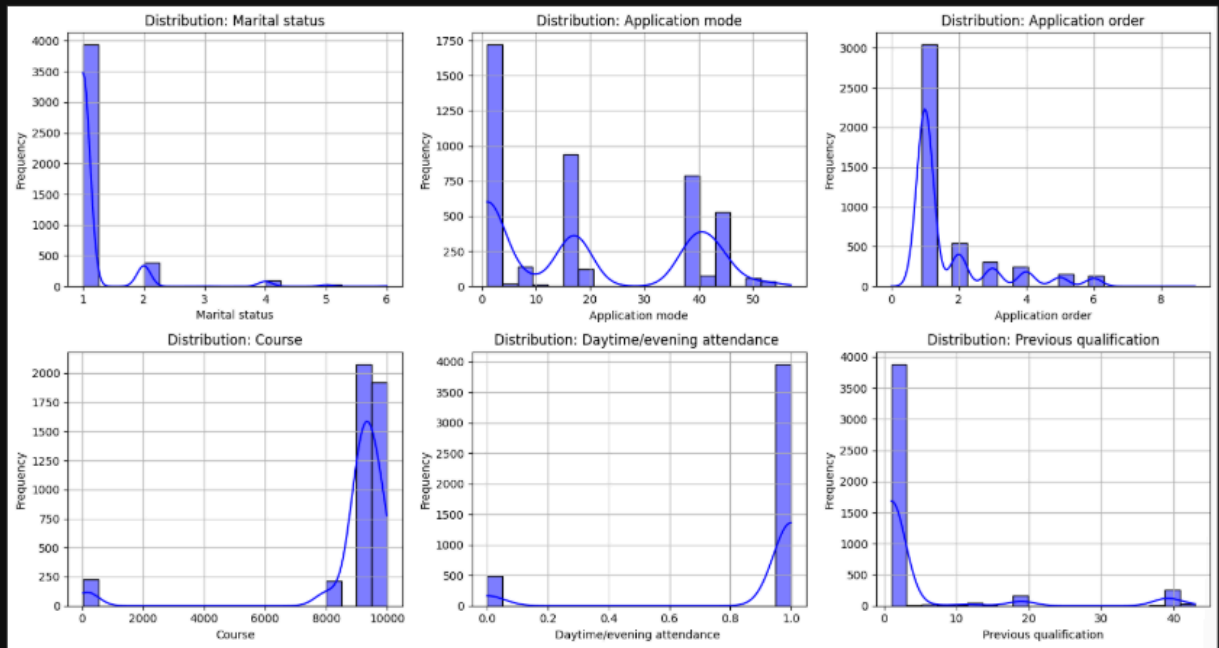 Distribution: Marital status
4000
3500
3000
2500
2000
1500
1000
500
0
Frequency
1 2 3 4 5 6
Marital status
Distribution: Application mode
1750
1500
1250
1000
750
500
250
0
Frequency
0 10 20 30 40 50
Application mode
Distribution: Application order
3000
2500
2000
1500
1000
500
0
Frequency
0 2 4 6 8
Application order
Distribution: Course
2000
1750
1500
1250
1000
750
500
250
0
Frequency
0 2000 4000 6000 8000 10000
Course
Distribution: Daytime/evening attendance
4000
3500
3000
2500
2000
1500
1000
500
0
Frequency
0.0 0.2 0.4 0.6 0.8 1.0
Daytime/evening attendance
Distribution: Previous qualification
4000
3500
3000
2500
2000
1500
1000
500
0
Frequency
0 10 20 30 40
Previous qualification